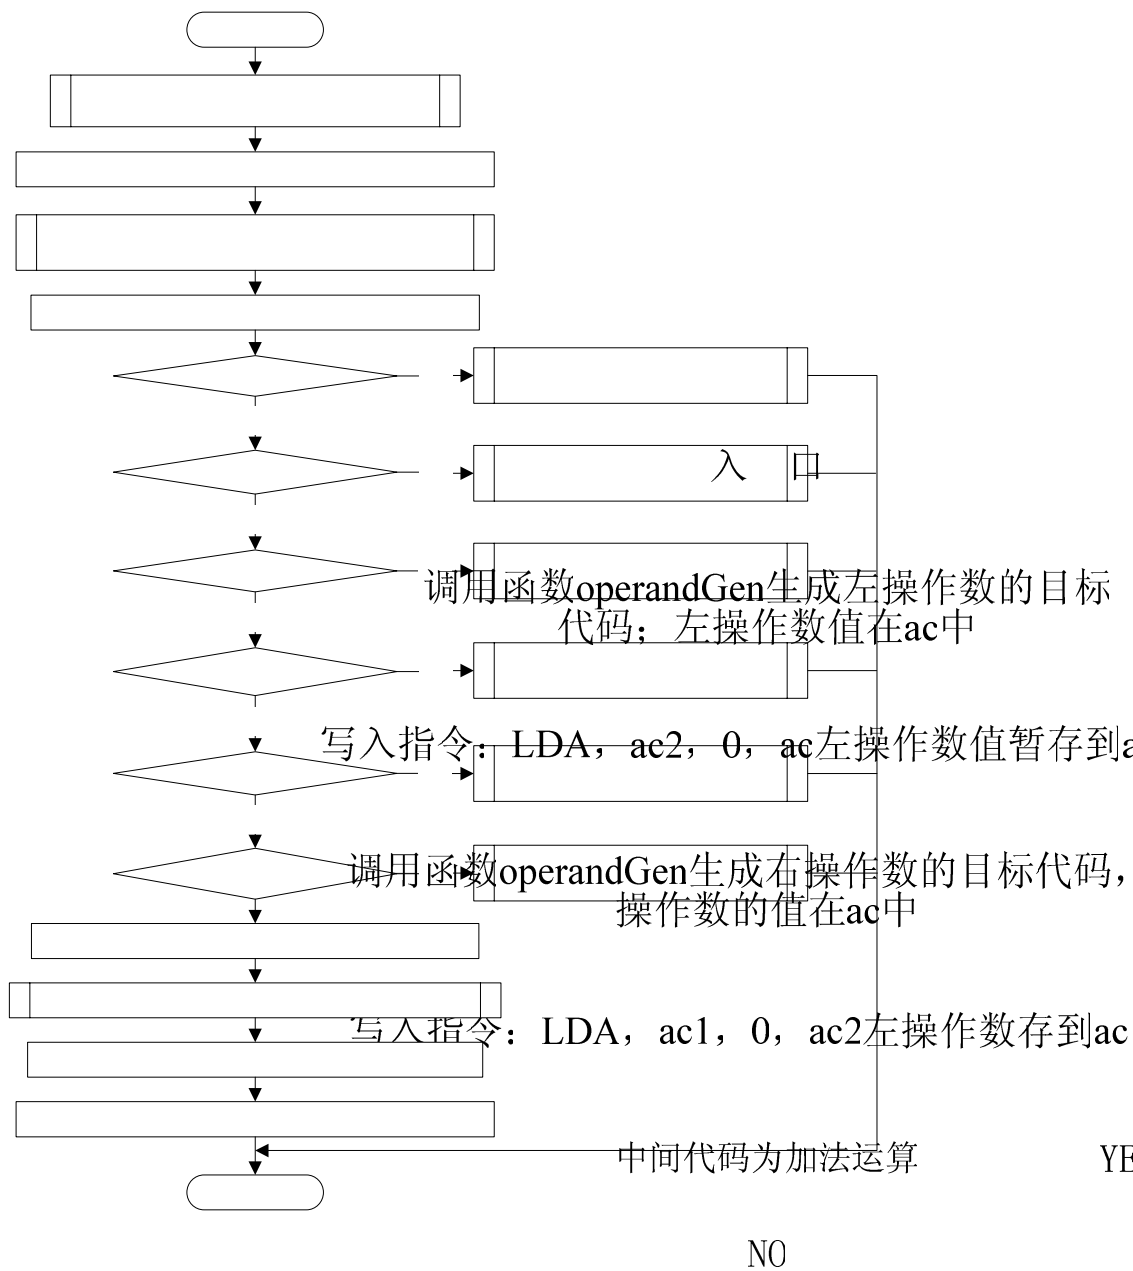 入 口
调用函数operandGen生成左操作数的目标
代码；左操作数值在ac中
写入指令：LDA，ac2，0，ac左操作数值暂存到a
调用函数operandGen生成右操作数的目标代码，
操作数的值在ac中
写入指令：LDA，ac1，0，ac2左操作数存到ac
中间代码为加法运算 YE
NO